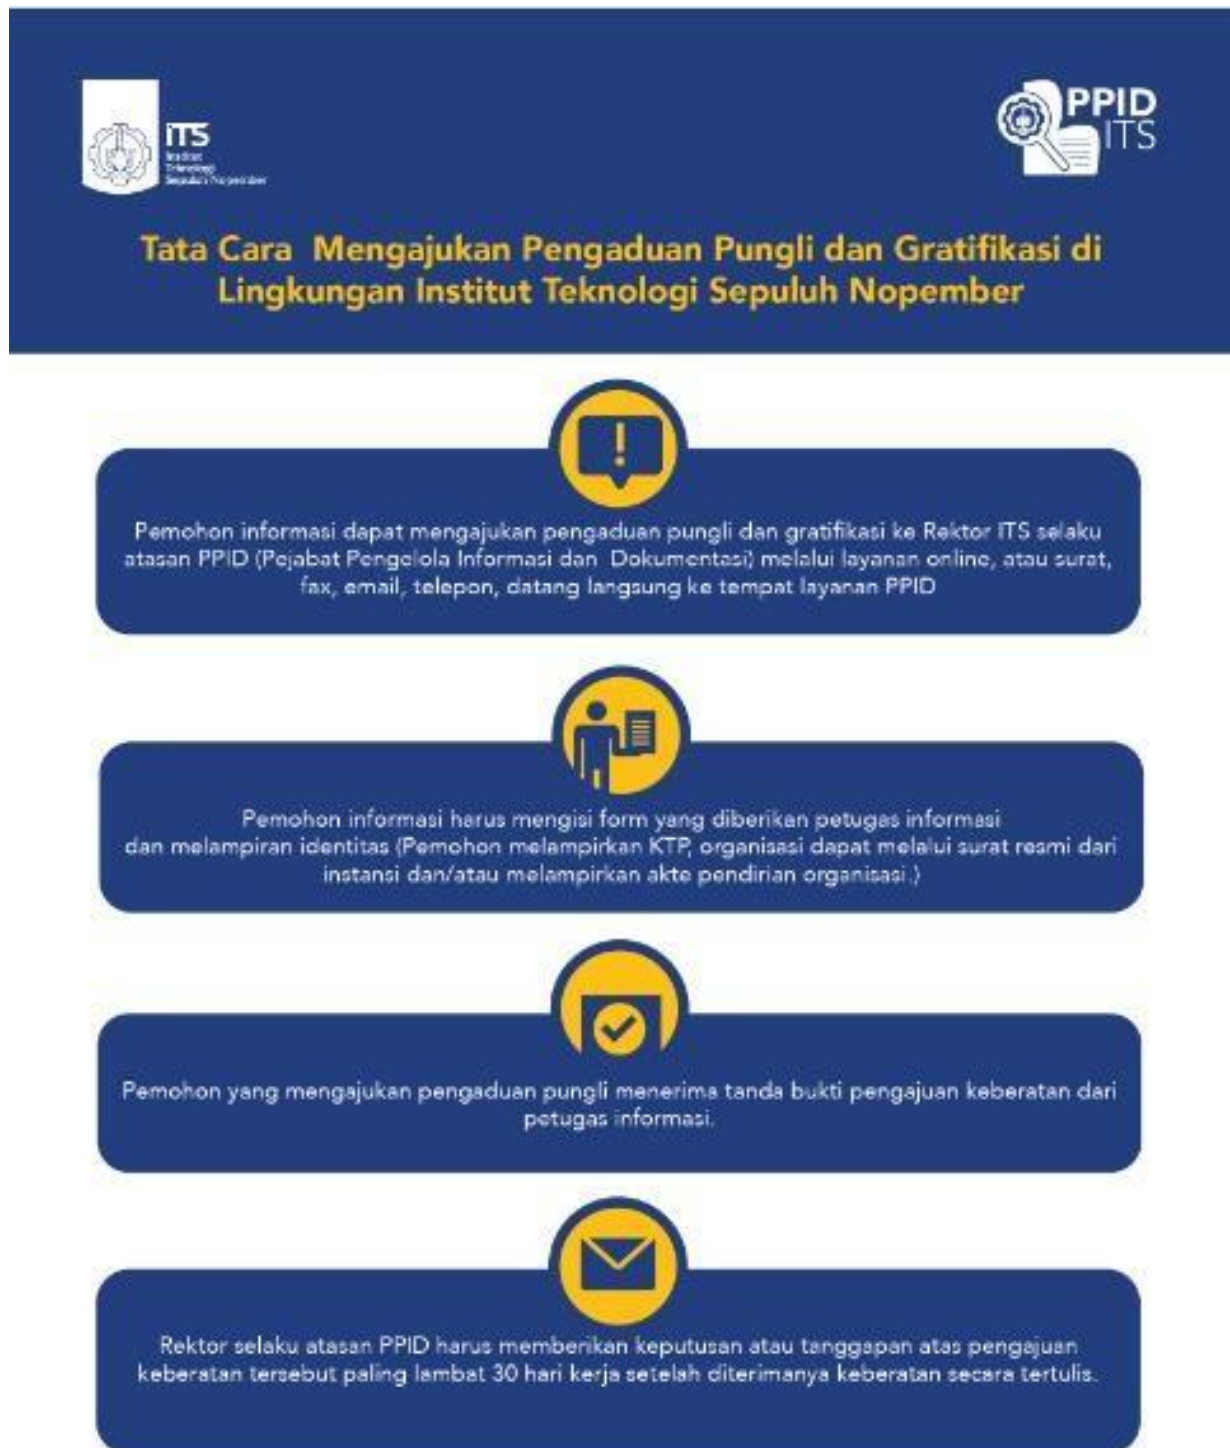 iTS
Institut
Teknologi
Sepuluh Nopember
PPID
ITS
Tata Cara Mengajukan Pengaduan Pungli dan Gratifikasi di
Lingkungan Institut Teknologi Sepuluh Nopember
!
Pemohon informasi dapat mengajukan pengaduan pungli dan gratifikasi ke Rektor ITS selaku
atasan PPID (Pejabat Pengelola Informasi dan Dokumentasi) melalui layanan online, atau surat,
fax, email, telepon, datang langsung ke tempat layanan PPID
Pemohon informasi harus mengisi form yang diberikan petugas informasi
dan melampiran identitas (Pemohon melampirkan KTP, organisasi dapat melalui surat resmi dari
instansi dan/atau melampirkan akte pendirian organisasi.)
Pemohon yang mengajukan pengaduan pungli menerima tanda bukti pengajuan keberatan dari
petugas informasi.
Rektor selaku atasan PPID harus memberikan keputusan atau tanggapan atas pengajuan
keberatan tersebut paling lambat 30 hari kerja setelah diterimanya keberatan secara tertulis.